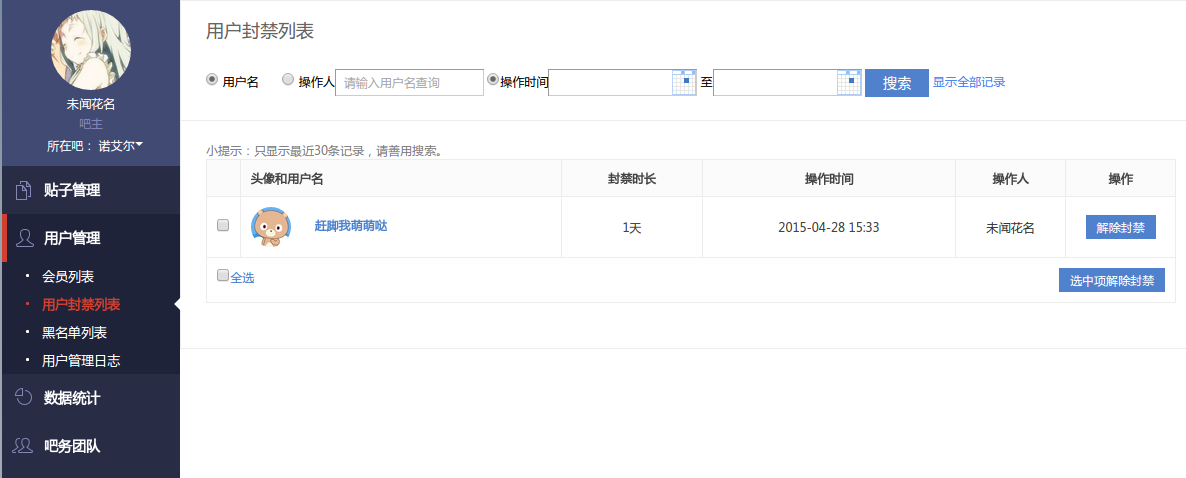 未闻花名
吧主
所在吧： 诺艾尔
贴子管理
用户管理
会员列表
用户封禁列表
黑名单列表
用户管理日志
数据统计
吧务团队
用户封禁列表
用户名 操作人 请输入用户名查询 操作时间 至 搜索 显示全部记录
小提示：只显示最近30条记录，请善用搜索。
头像和用户名 封禁时长 操作时间 操作人 操作
赶脚我萌萌哒 1天 2015-04-28 15:33 未闻花名 解除封禁
全选 选中项解除封禁